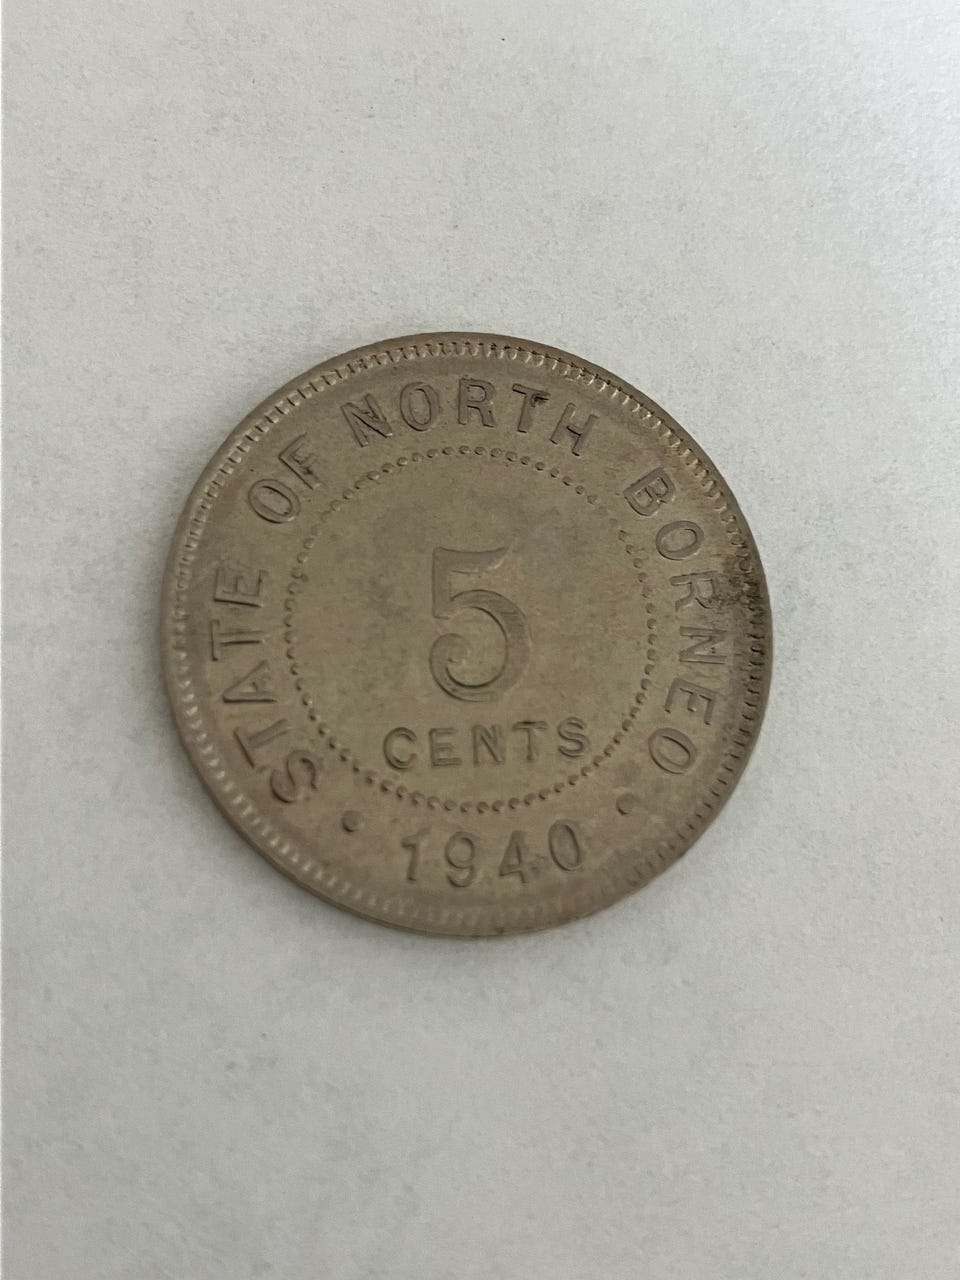 STATE OF NORTH BORNEO
5
CENTS
• 1940 •